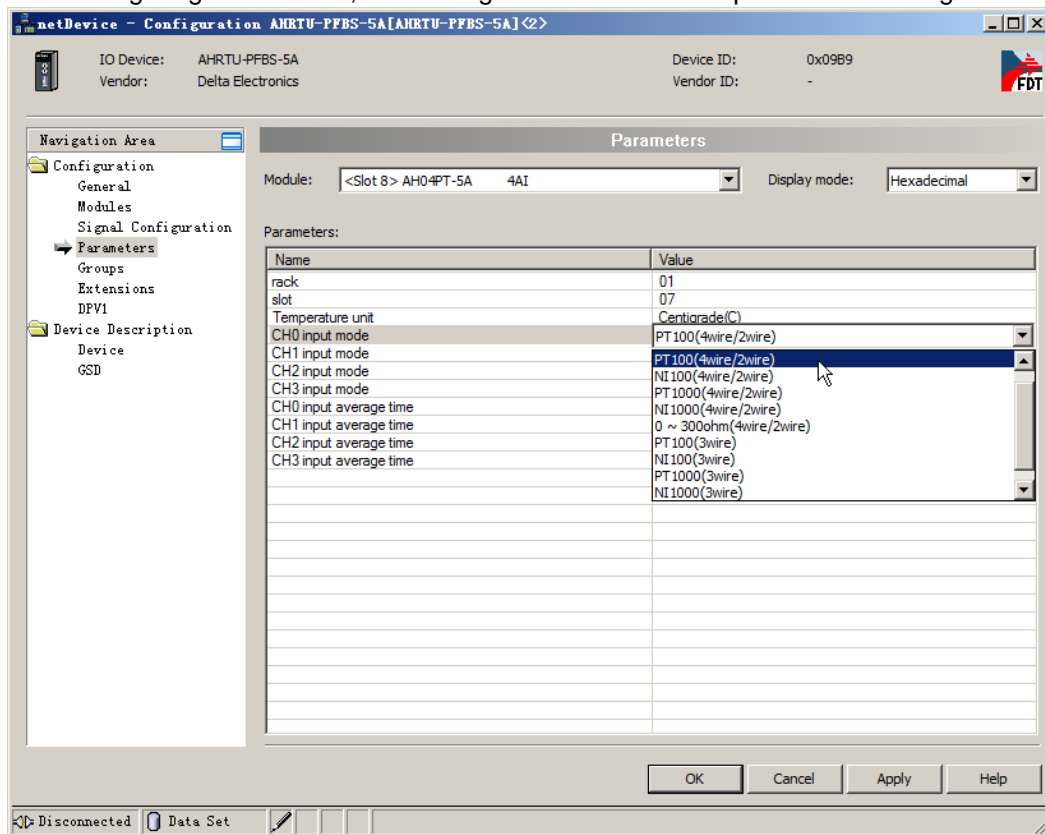 netDevice - Configuration AHRTU-PFBS-5A[AHRTU-PFBS-5A]<2>
IO Device: AHRTU-PFBS-5A Device ID: 0x09B9
Vendor: Delta Electronics Vendor ID: -
FDT
Navigation Area
Configuration
General
Modules
Signal Configuration
Parameters
Groups
Extensions
DPV1
Device Description
Device
GSD
Parameters
Module: <Slot 8> AH04PT-5A 4AI Display mode: Hexadecimal
Parameters:
Name Value
rack 01
slot 07
Temperature unit Centigrade(C)
CH0 input mode PT100(4wire/2wire)
CH1 input mode
CH2 input mode
CH3 input mode
CH0 input average time
CH1 input average time
CH2 input average time
CH3 input average time
PT100(4wire/2wire)
NI100(4wire/2wire)
PT1000(4wire/2wire)
NI1000(4wire/2wire)
0 ~ 300ohm(4wire/2wire)
PT100(3wire)
NI100(3wire)
PT1000(3wire)
NI1000(3wire)
OK Cancel Apply Help
Disconnected Data Set